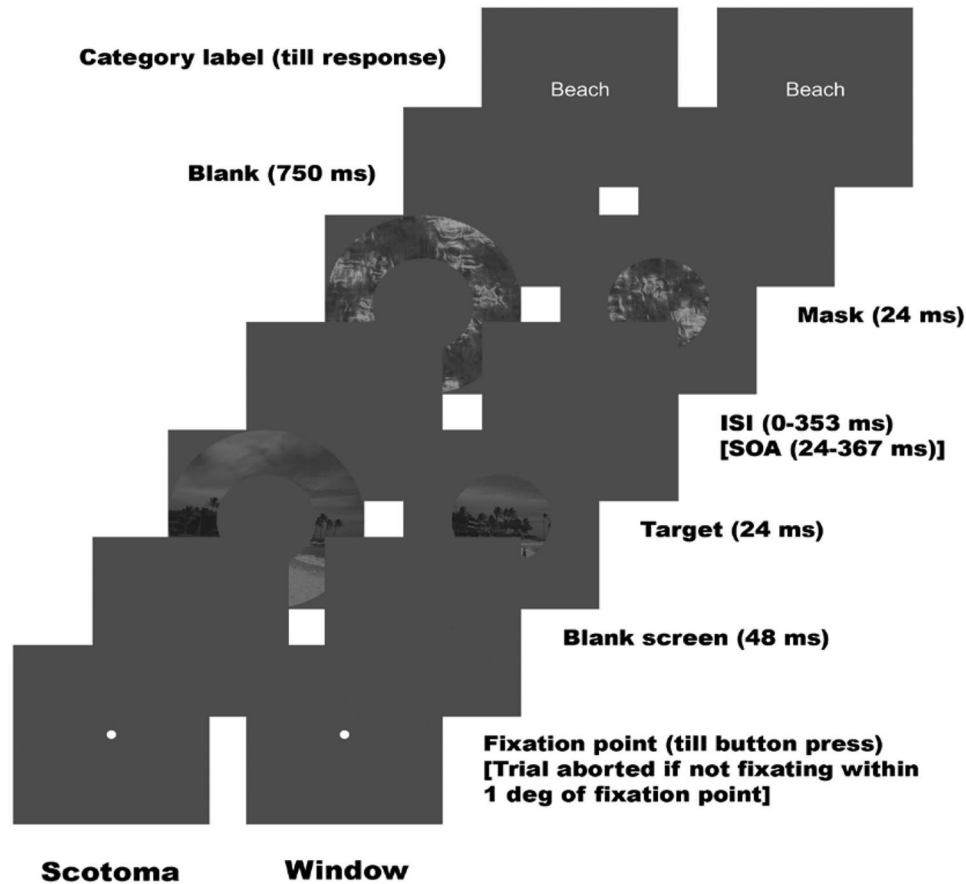 Category label (till response)
Beach
Beach
Blank (750 ms)
Mask (24 ms)
ISI (0-353 ms)
[SOA (24-367 ms)]
Target (24 ms)
Blank screen (48 ms)
Fixation point (till button press)
[Trial aborted if not fixating within
1 deg of fixation point]
Scotoma
Window